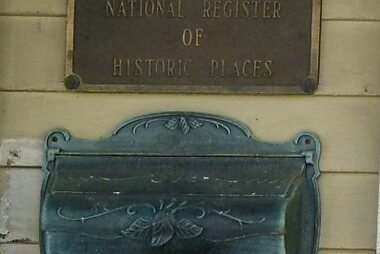 NATIONAL REGISTER
OF
HISTORIC PLACES